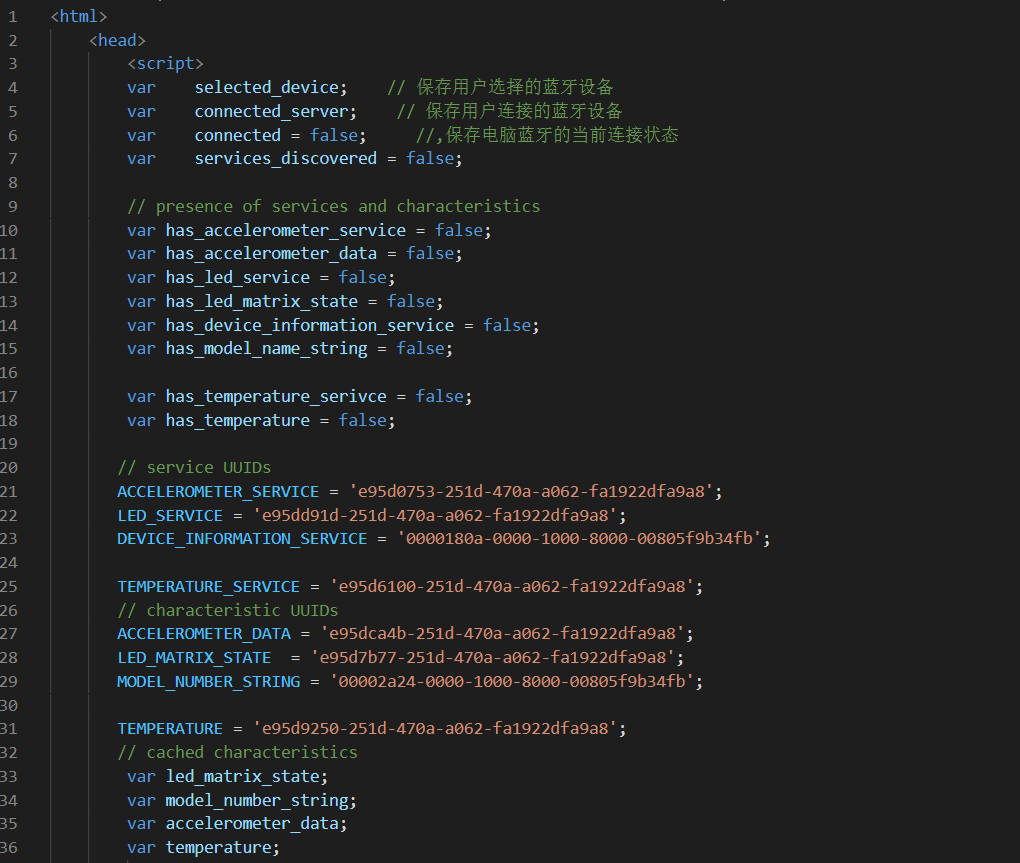 1 <html>
2 <head>
3 <script>
4 var selected_device; // 保存用户选择的蓝牙设备
5 var connected_server; // 保存用户连接的蓝牙设备
6 var connected = false; //,保存电脑蓝牙的当前连接状态
7 var services_discovered = false;
8
9 // presence of services and characteristics
10 var has_accelerometer_service = false;
11 var has_accelerometer_data = false;
12 var has_led_service = false;
13 var has_led_matrix_state = false;
14 var has_device_information_service = false;
15 var has_model_name_string = false;
16
17 var has_temperature_serivce = false;
18 var has_temperature = false;
19
20 // service UUIDs
21 ACCELEROMETER_SERVICE = 'e95d0753-251d-470a-a062-fa1922dfa9a8';
22 LED_SERVICE = 'e95dd91d-251d-470a-a062-fa1922dfa9a8';
23 DEVICE_INFORMATION_SERVICE = '0000180a-0000-1000-8000-00805f9b34fb';
24
25 TEMPERATURE_SERVICE = 'e95d6100-251d-470a-a062-fa1922dfa9a8';
26 // characteristic UUIDs
27 ACCELEROMETER_DATA = 'e95dca4b-251d-470a-a062-fa1922dfa9a8';
28 LED_MATRIX_STATE = 'e95d7b77-251d-470a-a062-fa1922dfa9a8';
29 MODEL_NUMBER_STRING = '00002a24-0000-1000-8000-00805f9b34fb';
30
31 TEMPERATURE = 'e95d9250-251d-470a-a062-fa1922dfa9a8';
32 // cached characteristics
33 var led_matrix_state;
34 var model_number_string;
35 var accelerometer_data;
36 var temperature;